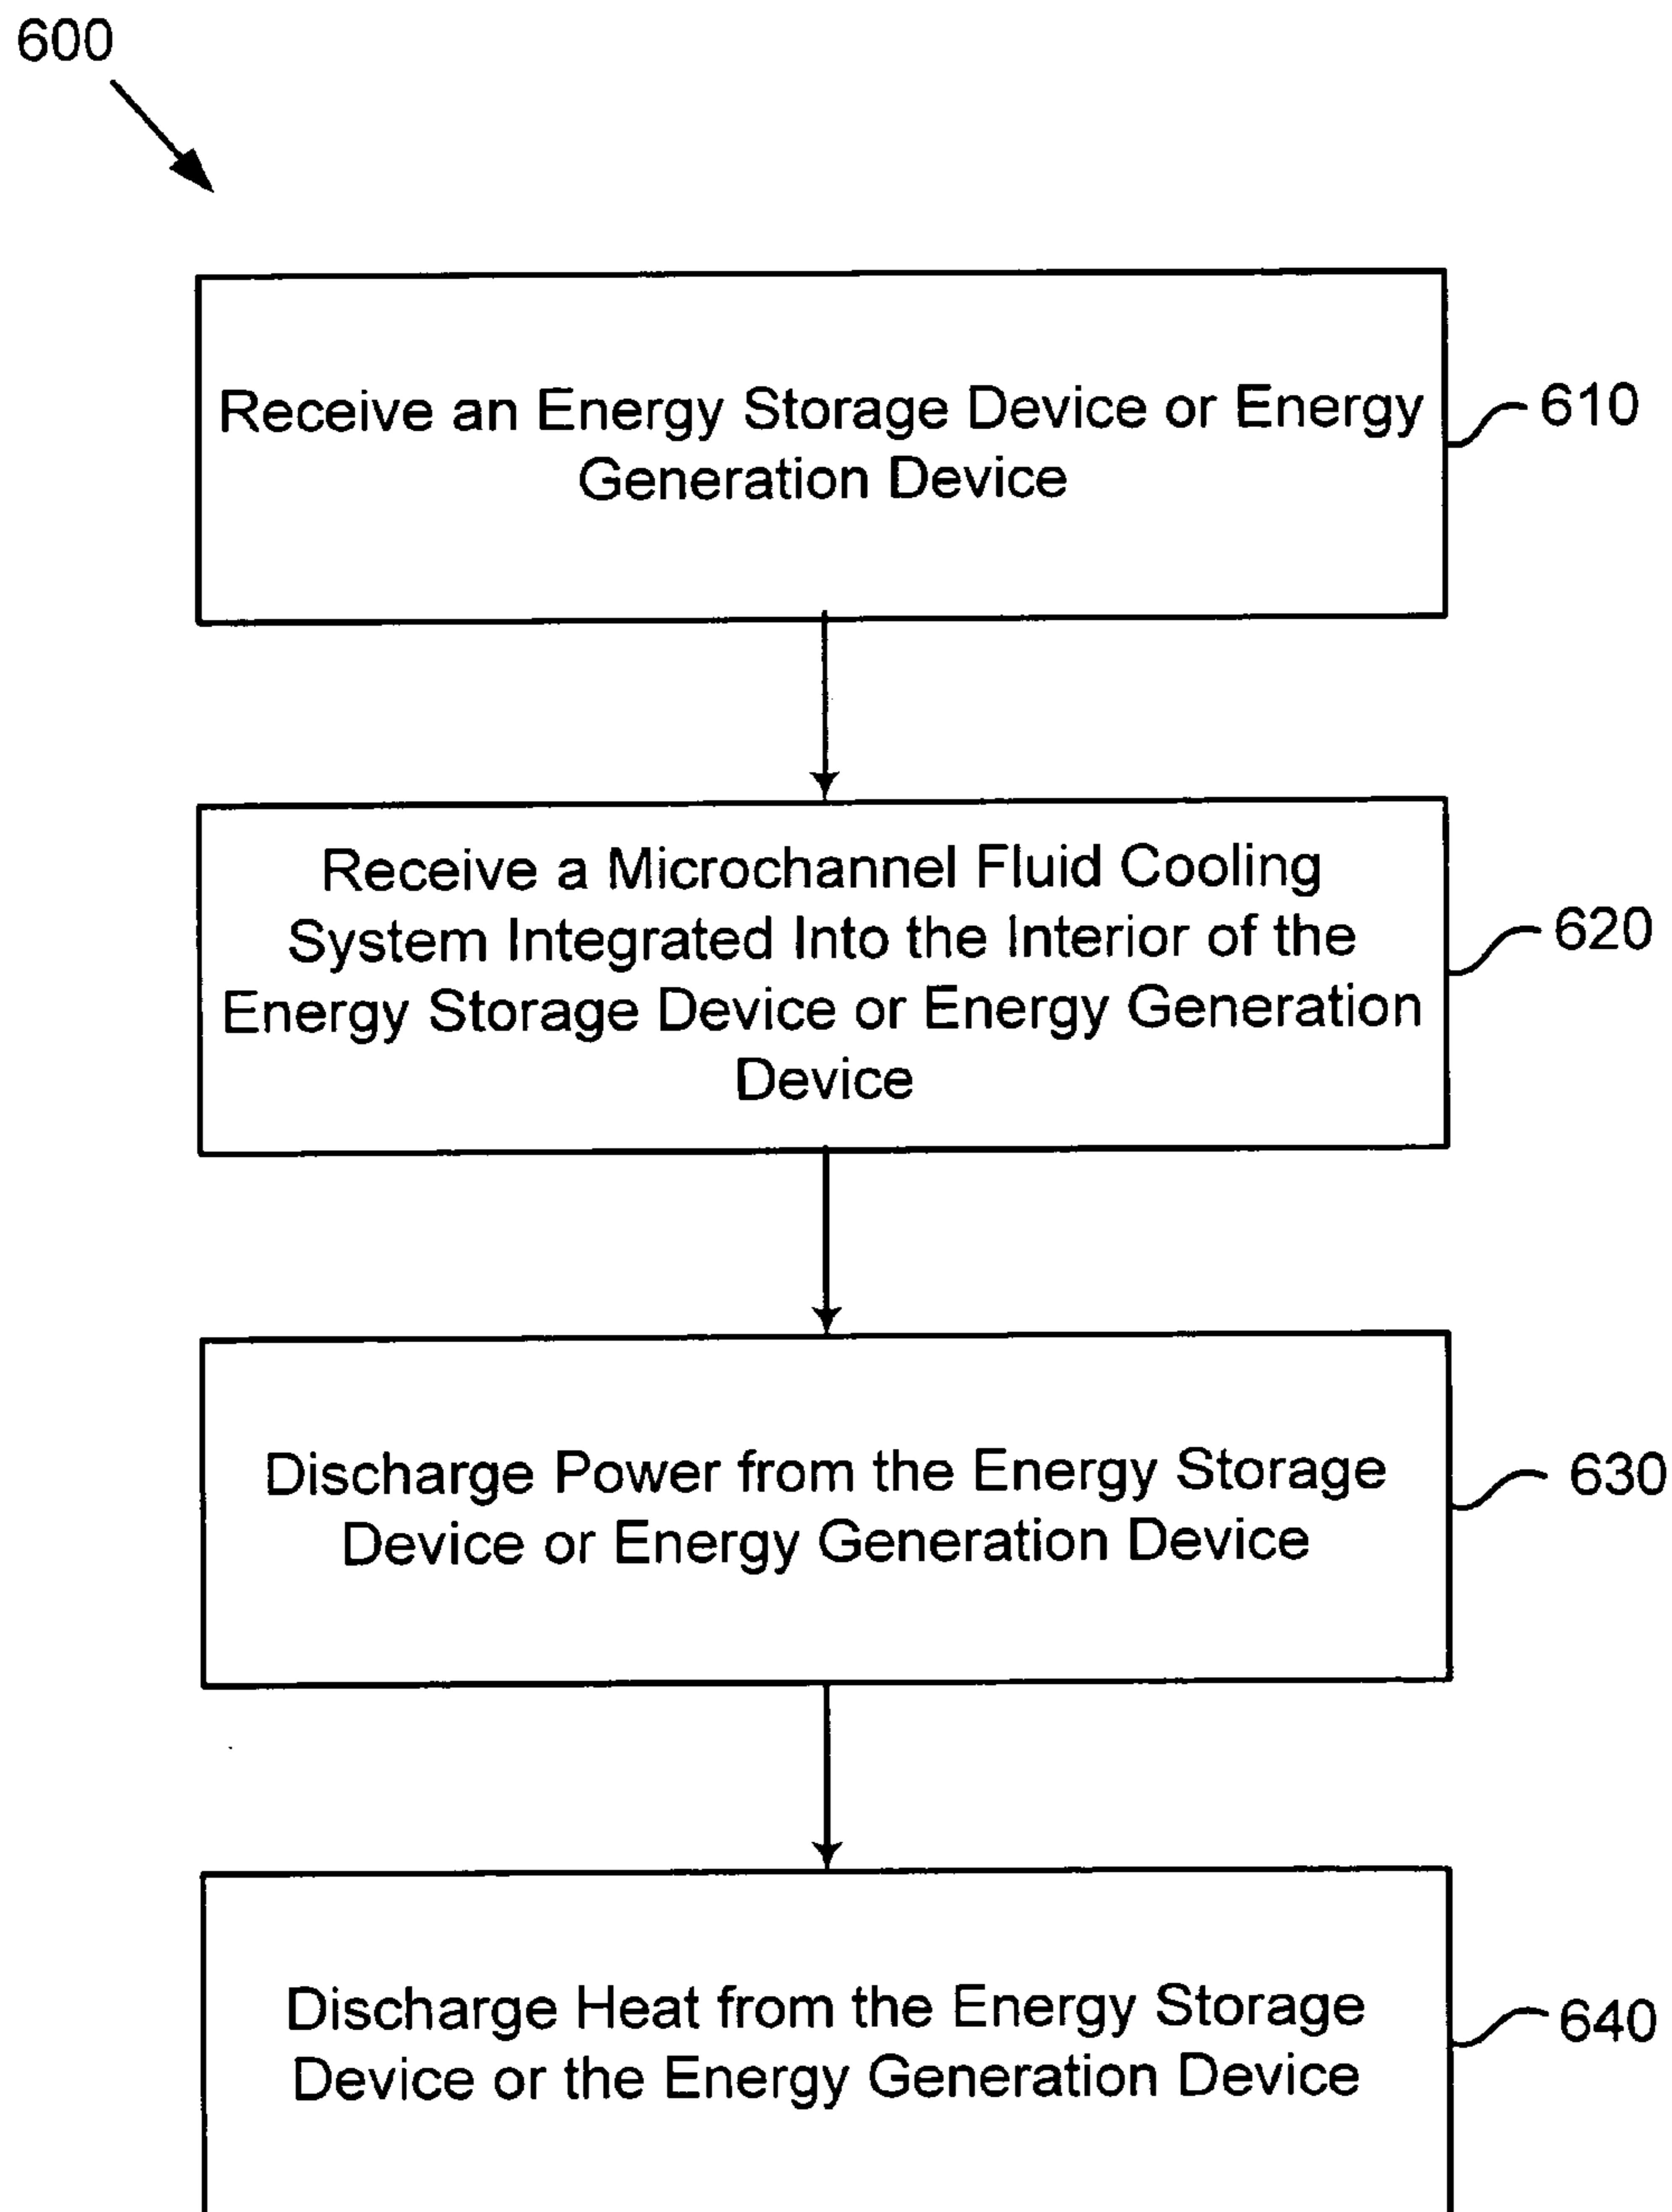 600
Receive an Energy Storage Device or Energy
Generation Device
610
Receive a Microchannel Fluid Cooling
System Integrated Into the Interior of the
Energy Storage Device or Energy Generation
Device
620
Discharge Power from the Energy Storage
Device or Energy Generation Device
630
Discharge Heat from the Energy Storage
Device or the Energy Generation Device
640